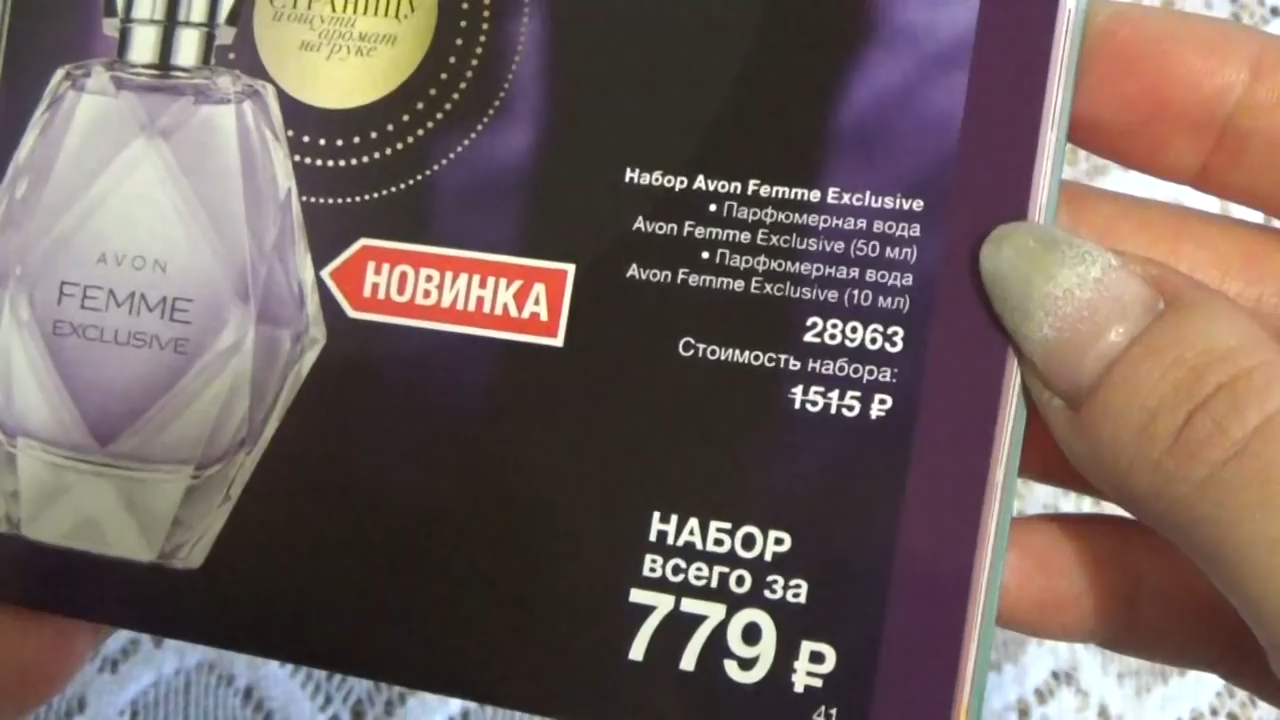 СТРАНИЦУ
и ощути
аромат
на руке
AVON
FEMME
EXCLUSIVE
НОВИНКА
Набор Avon Femme Exclusive
• Парфюмерная вода
Avon Femme Exclusive (50 мл)
• Парфюмерная вода
Avon Femme Exclusive (10 мл)
28963
Стоимость набора:
1515 ₽
НАБОР
всего за
779 ₽
41